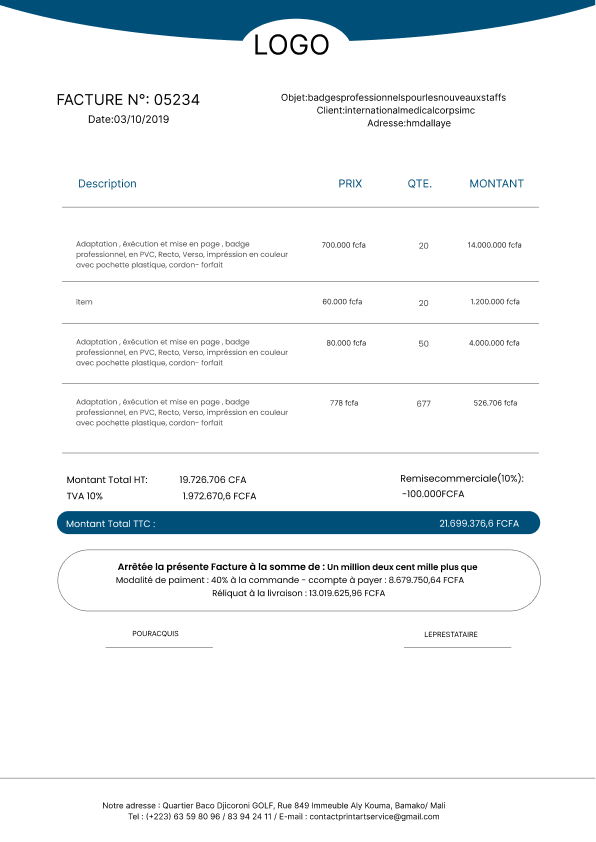 LOGO
FACTURE N°: 05234
Date:03/10/2019
Objet:badgesprofessionnelspourlesnouveauxstaffs
Client:internationalmedicalcorpsimc
Adresse:hmdallaye
Description PRIX QTE. MONTANT
Adaptation , éxécution et mise en page , badge
professionnel, en PVC, Recto, Verso, impréssion en couleur
avec pochette plastique, cordon- forfait
700.000 fcfa 20 14.000.000 fcfa
Item 60.000 fcfa 20 1.200.000 fcfa
Adaptation , éxécution et mise en page , badge
professionnel, en PVC, Recto, Verso, impréssion en couleur
avec pochette plastique, cordon- forfait
80.000 fcfa 50 4.000.000 fcfa
Adaptation , éxécution et mise en page , badge
professionnel, en PVC, Recto, Verso, impréssion en couleur
avec pochette plastique, cordon- forfait
778 fcfa 677 526.706 fcfa
Montant Total HT: 19.726.706 CFA
TVA 10% 1.972.670,6 FCFA
Remisecommerciale(10%):
-100.000FCFA
Montant Total TTC : 21.699.376,6 FCFA
Arrêtée la présente Facture à la somme de : Un million deux cent mille plus que
Modalité de paiment : 40% à la commande - ccompte à payer : 8.679.750,64 FCFA
Réliquat à la livraison : 13.019.625,96 FCFA
POURACQUIS LEPRESTATAIRE
Notre adresse : Quartier Baco Djicoroni GOLF, Rue 849 Immeuble Aly Kouma, Bamako/ Mali
Tel : (+223) 63 59 80 96 / 83 94 24 11 / E-mail : contactprintartservice@gmail.com